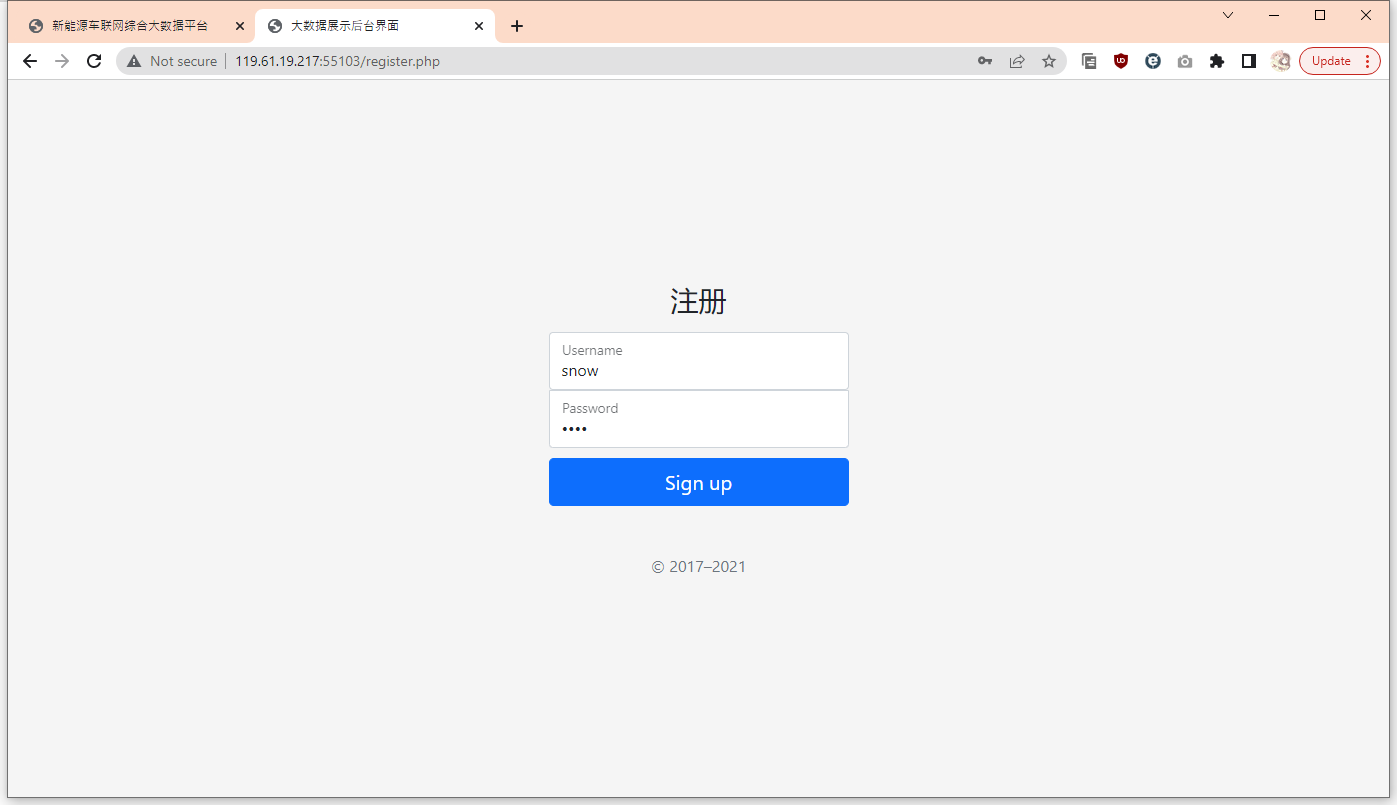 新能源车联网综合大数据平台
大数据展示后台界面
Not secure
119.61.19.217:55103/register.php
Update
注册
Username
snow
Password
••••
Sign up
© 2017–2021